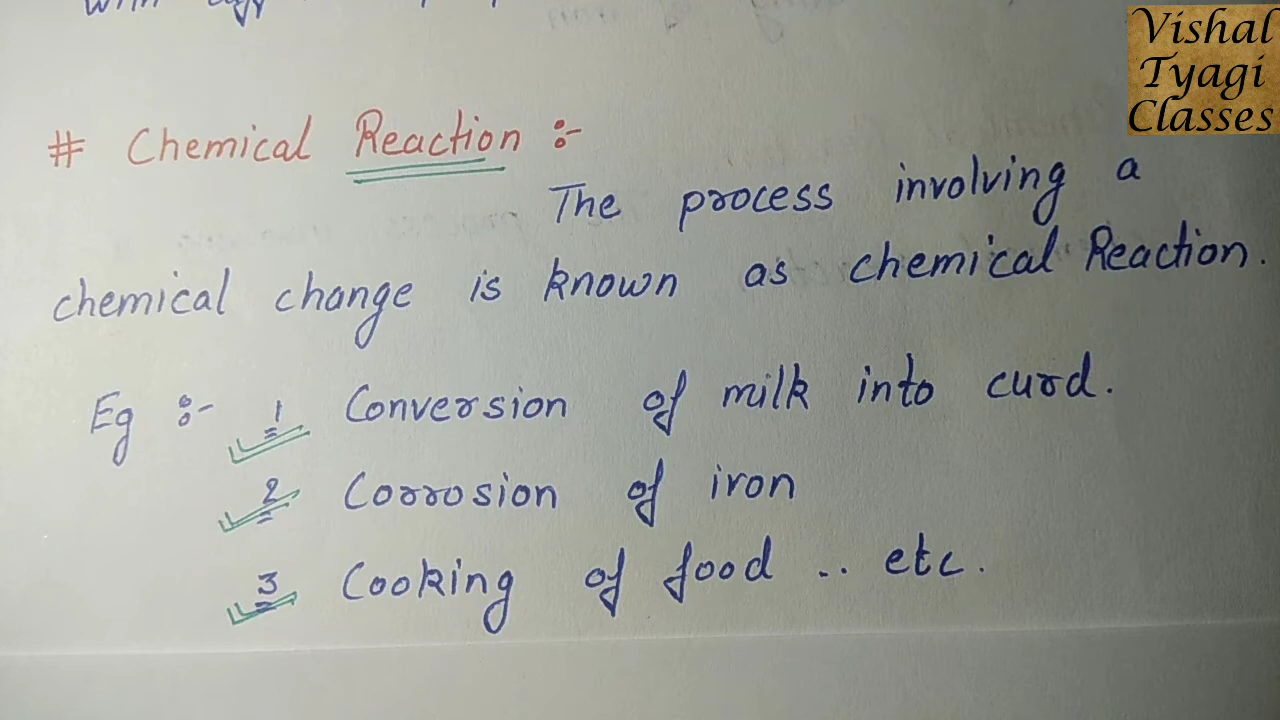 Vishal
Tyagi
Classes
# Chemical Reaction :-
The process involving a
chemical change is known as chemical Reaction.
Eg :- 1 Conversion of milk into curd.
2 Corrosion of iron
3 Cooking of food .. etc.